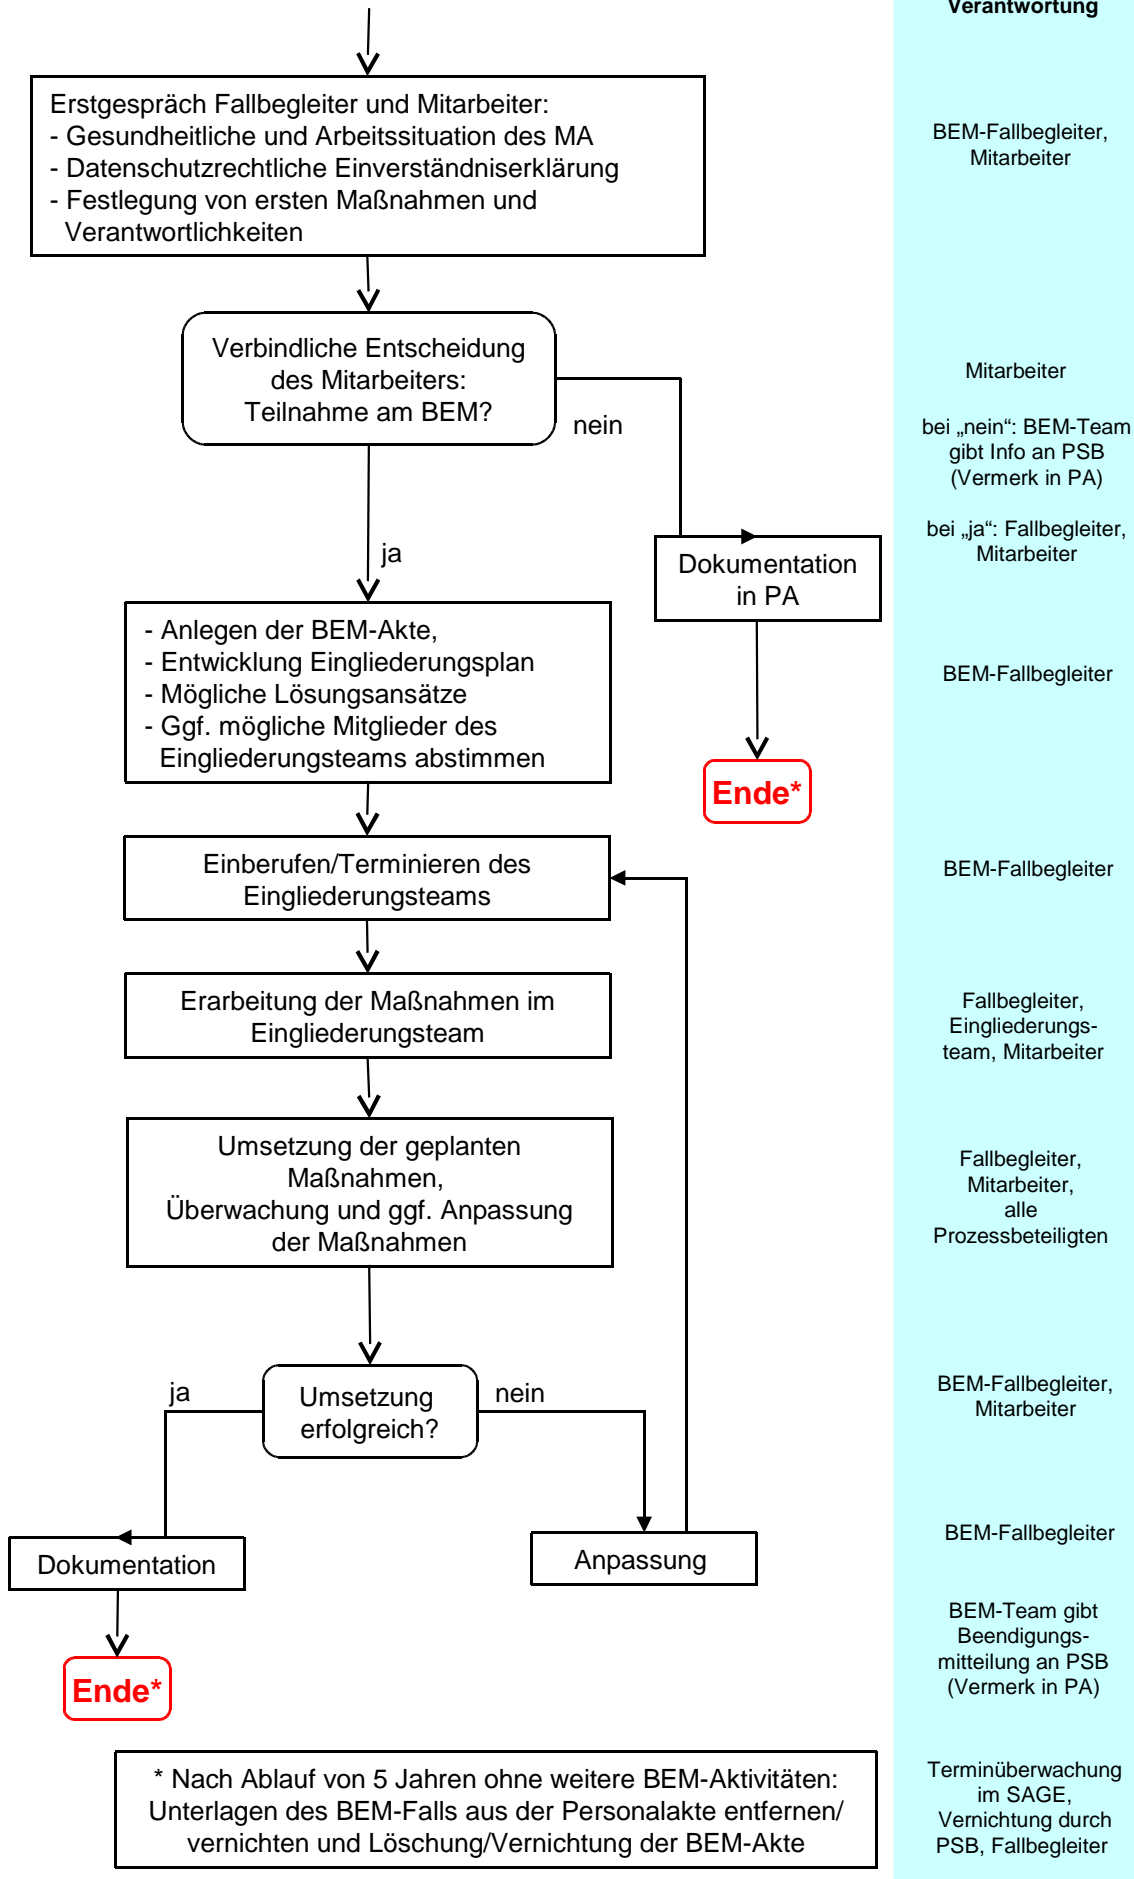 Verantwortung
Erstgespräch Fallbegleiter und Mitarbeiter:
- Gesundheitliche und Arbeitssituation des MA
- Datenschutzrechtliche Einverständniserklärung
- Festlegung von ersten Maßnahmen und
Verantwortlichkeiten
BEM-Fallbegleiter,
Mitarbeiter
Verbindliche Entscheidung
des Mitarbeiters:
Teilnahme am BEM?
nein
ja
Mitarbeiter
bei „nein“: BEM-Team
gibt Info an PSB
(Vermerk in PA)
bei „ja“: Fallbegleiter,
Mitarbeiter
Dokumentation
in PA
Ende*
- Anlegen der BEM-Akte,
- Entwicklung Eingliederungsplan
- Mögliche Lösungsansätze
- Ggf. mögliche Mitglieder des
Eingliederungsteams abstimmen
BEM-Fallbegleiter
Einberufen/Terminieren des
Eingliederungsteams
BEM-Fallbegleiter
Erarbeitung der Maßnahmen im
Eingliederungsteam
Fallbegleiter,
Eingliederungs-
team, Mitarbeiter
Umsetzung der geplanten
Maßnahmen,
Überwachung und ggf. Anpassung
der Maßnahmen
Fallbegleiter,
Mitarbeiter,
alle
Prozessbeteiligten
Umsetzung
erfolgreich?
ja
nein
BEM-Fallbegleiter,
Mitarbeiter
Dokumentation
Anpassung
BEM-Fallbegleiter
Ende*
BEM-Team gibt
Beendigungs-
mitteilung an PSB
(Vermerk in PA)
* Nach Ablauf von 5 Jahren ohne weitere BEM-Aktivitäten:
Unterlagen des BEM-Falls aus der Personalakte entfernen/
vernichten und Löschung/Vernichtung der BEM-Akte
Terminüberwachung
im SAGE,
Vernichtung durch
PSB, Fallbegleiter